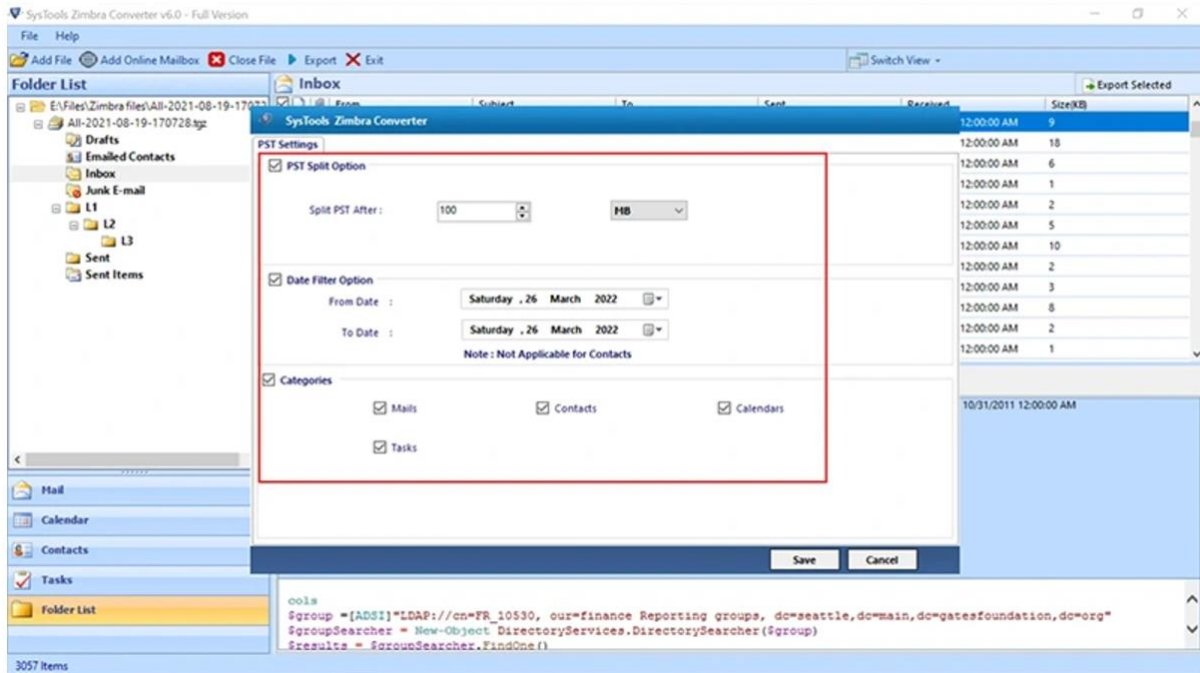 SysTools Zimbra Converter v6.0 - Full Version
File Help
Add File Add Online Mailbox Close File Export Exit Switch View
Folder List
Inbox
Export Selected
E:\Files\Zimbra files\All-2021-08-19-1707
From Subject To Sent Received Size(KB)
All-2021-08-19-170728.tgz
Drafts
Emailed Contacts
Inbox
Junk E-mail
L1
L2
L3
Sent
Sent Items
12:00:00 AM 9
12:00:00 AM 18
12:00:00 AM 6
12:00:00 AM 1
12:00:00 AM 2
12:00:00 AM 5
12:00:00 AM 10
12:00:00 AM 2
12:00:00 AM 3
12:00:00 AM 8
12:00:00 AM 2
12:00:00 AM 1
10/31/2011 12:00:00 AM
SysTools Zimbra Converter
PST Settings
PST Split Option
Split PST After : 100 MB
Date Filter Option
From Date : Saturday , 26 March 2022
To Date : Saturday , 26 March 2022
Note : Not Applicable for Contacts
Categories
Mails Contacts Calendars
Tasks
Save Cancel
Mail
Calendar
Contacts
Tasks
Folder List
cols
$group =[ADSI]"LDAP://cn=FR_10530, our=finance Reporting groups, dc=seattle,dc=main,dc=gatesfoundation,dc=org"
$groupSearcher = New-Object DirectoryServices.DirectorySearcher($group)
$results = $groupSearcher.FindOne()
3057 Items